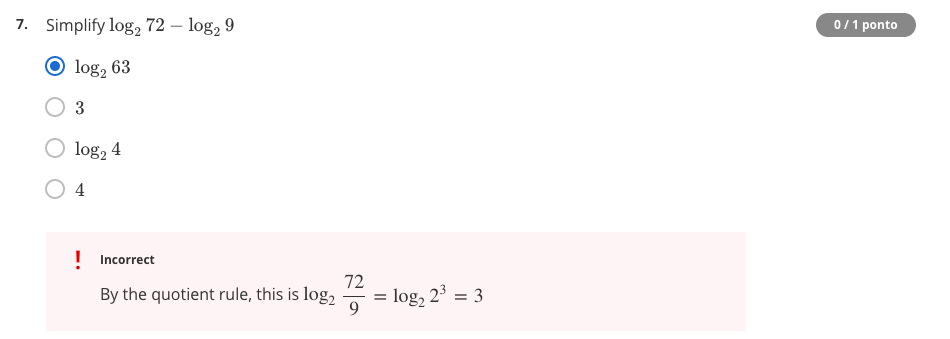 7. Simplify log₂ 72 − log₂ 9
0 / 1 ponto
log₂ 63
3
log₂ 4
4
! Incorrect
By the quotient rule, this is log₂ 72/9 = log₂ 2³ = 3